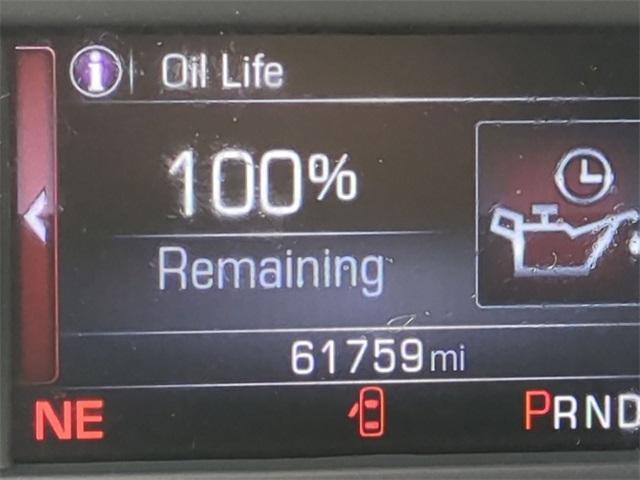 i Oil Life
100%
Remaining
61759 mi
NE PRND